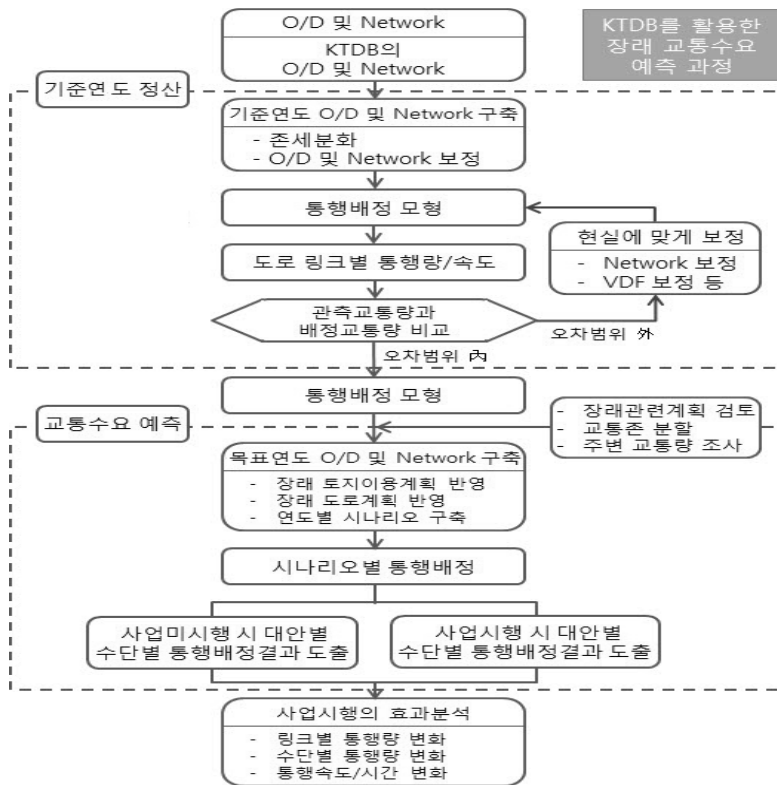 O/D 및 Network
KTDB의
O/D 및 Network
KTDB를 활용한
장래 교통수요
예측 과정
기준연도 정산
기준연도 O/D 및 Network 구축
- 존세분화
- O/D 및 Network 보정
통행배정 모형
현실에 맞게 보정
- Network 보정
- VDF 보정 등
도로 링크별 통행량/속도
관측교통량과
배정교통량 비교
오차범위 外
오차범위 內
통행배정 모형
- 장래관련계획 검토
- 교통존 분할
- 주변 교통량 조사
교통수요 예측
목표연도 O/D 및 Network 구축
- 장래 토지이용계획 반영
- 장래 도로계획 반영
- 연도별 시나리오 구축
시나리오별 통행배정
사업미시행 시 대안별
수단별 통행배정결과 도출
사업시행 시 대안별
수단별 통행배정결과 도출
사업시행의 효과분석
- 링크별 통행량 변화
- 수단별 통행량 변화
- 통행속도/시간 변화